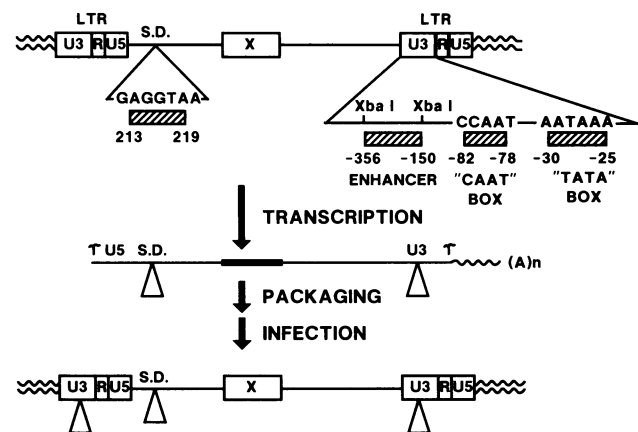 LTR S.D. LTR
U3 R U5 X U3 R U5
GAGGTAA
213 219
Xba I Xba I CCAAT AATAAA
-356 -150 -82 -78 -30 -25
ENHANCER "CAAT" "TATA"
BOX BOX
TRANSCRIPTION
U5 S.D. U3 (A)n
PACKAGING
INFECTION
S.D.
U3 R U5 X U3 R U5